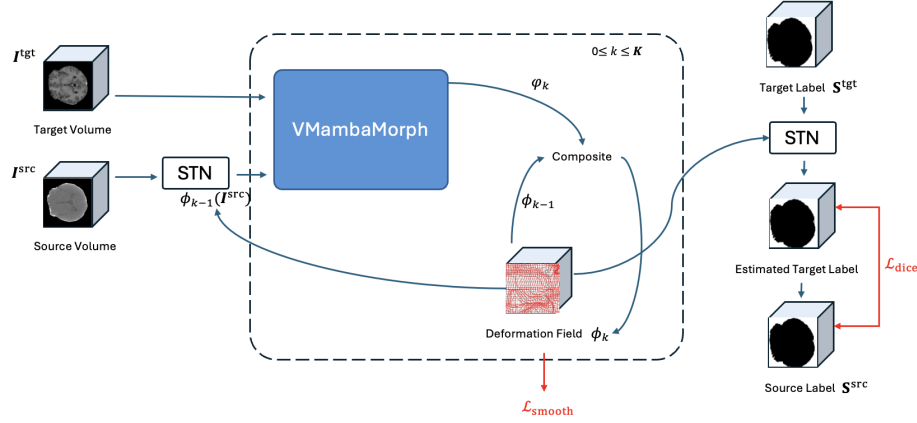 I^tgt
Target Volume
I^src
Source Volume
STN
ϕ_{k−1}(I^src)
0≤ k ≤ K
VMambaMorph
φ_k
Composite
ϕ_{k−1}
Deformation Field ϕ_k
ℒ_smooth
Target Label S^tgt
STN
Estimated Target Label
ℒ_dice
Source Label S^src